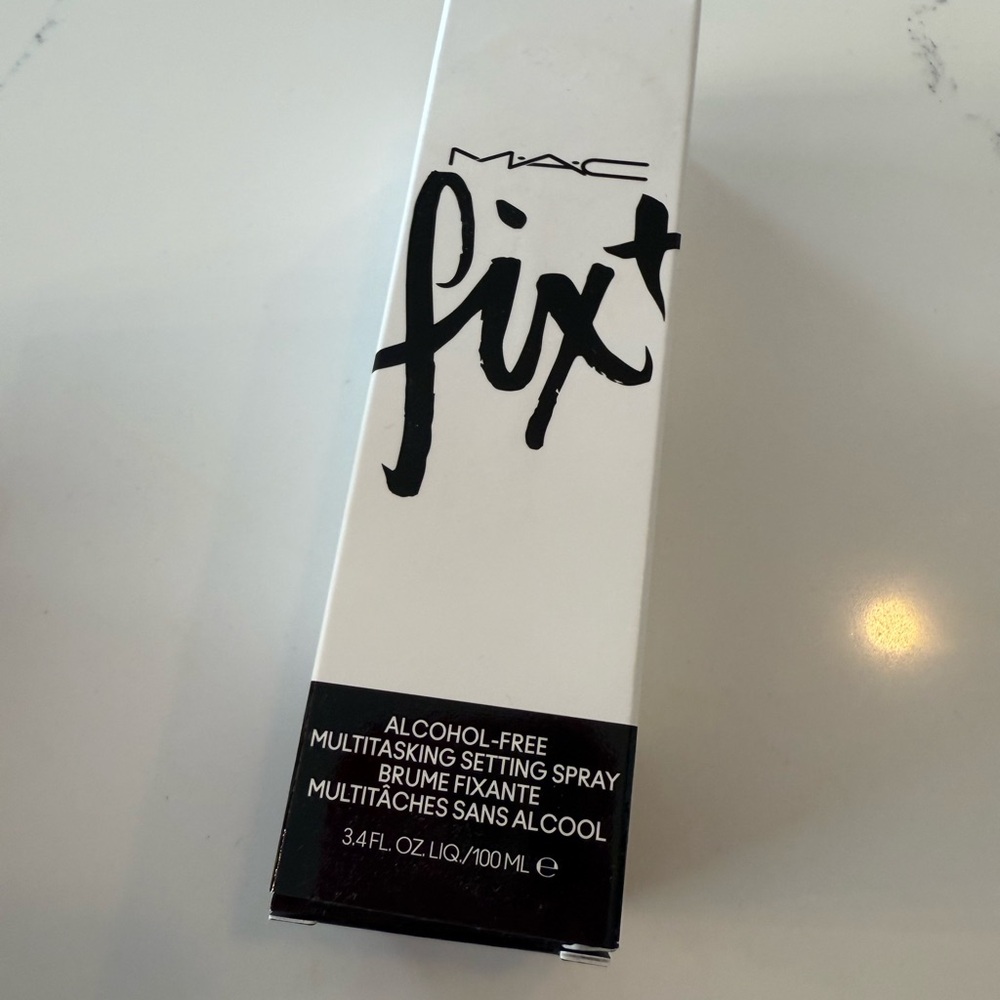 M·A·C
fix+
ALCOHOL-FREE
MULTITASKING SETTING SPRAY
BRUME FIXANTE
MULTITÂCHES SANS ALCOOL
3.4 FL. OZ. LIQ./100 ML ℮